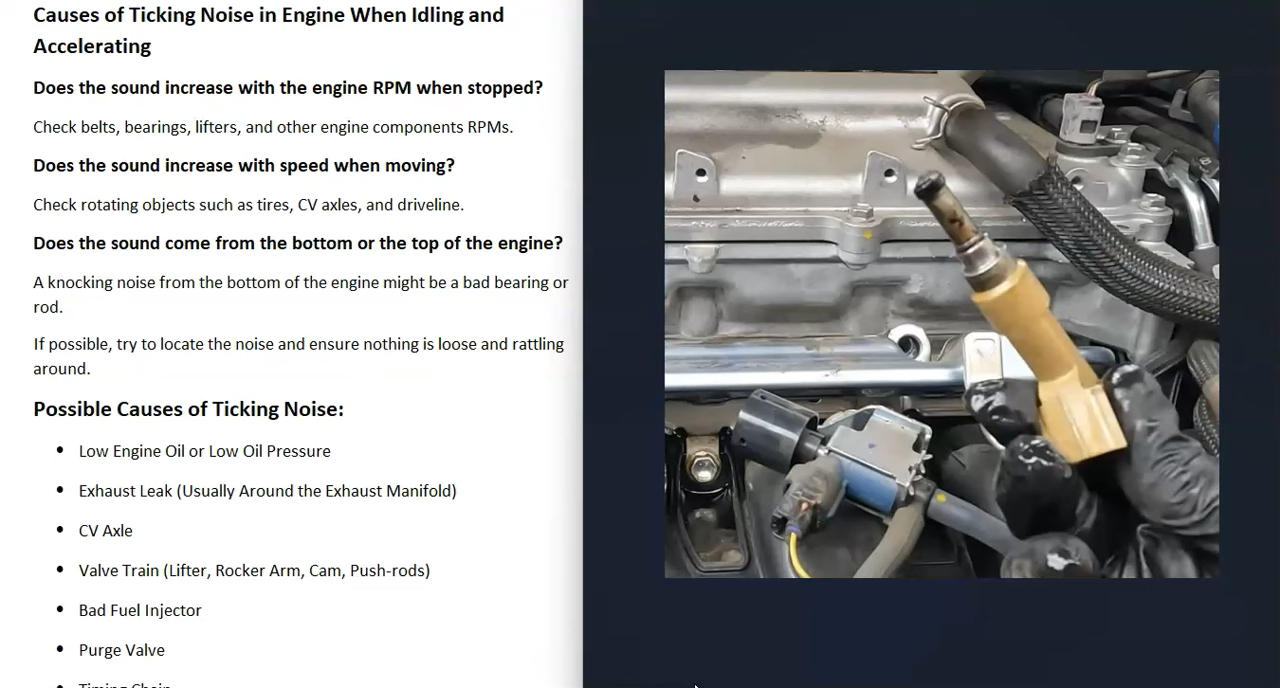 Causes of Ticking Noise in Engine When Idling and
Accelerating
Does the sound increase with the engine RPM when stopped?
Check belts, bearings, lifters, and other engine components RPMs.
Does the sound increase with speed when moving?
Check rotating objects such as tires, CV axles, and driveline.
Does the sound come from the bottom or the top of the engine?
A knocking noise from the bottom of the engine might be a bad bearing or
rod.
If possible, try to locate the noise and ensure nothing is loose and rattling
around.
Possible Causes of Ticking Noise:
• Low Engine Oil or Low Oil Pressure
• Exhaust Leak (Usually Around the Exhaust Manifold)
• CV Axle
• Valve Train (Lifter, Rocker Arm, Cam, Push-rods)
• Bad Fuel Injector
• Purge Valve
• Timing Chain